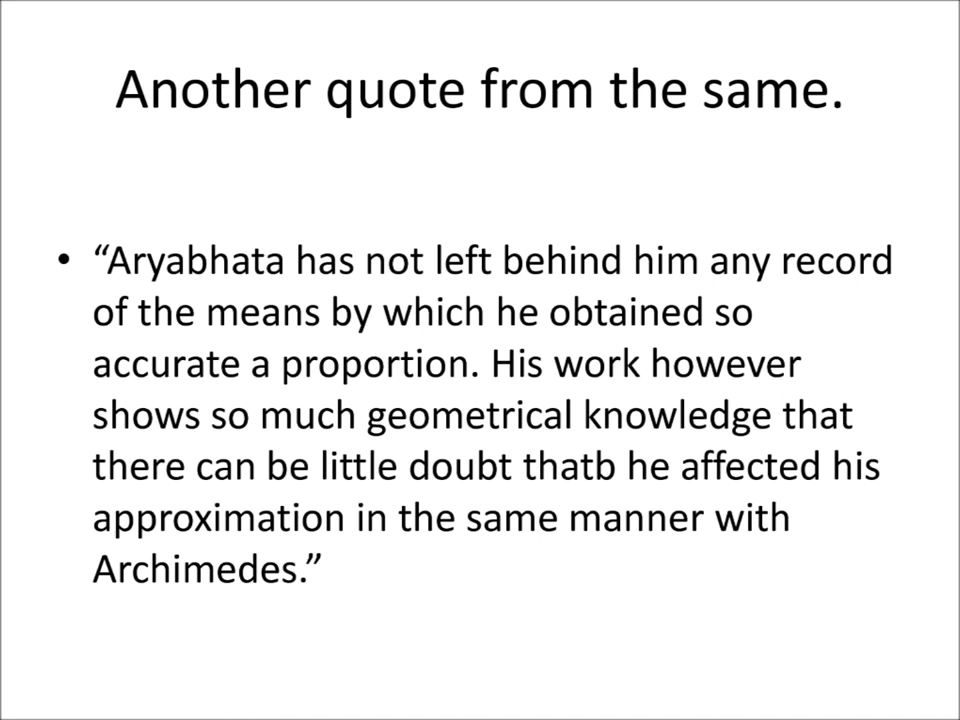 Another quote from the same.
• “Aryabhata has not left behind him any record
of the means by which he obtained so
accurate a proportion. His work however
shows so much geometrical knowledge that
there can be little doubt thatb he affected his
approximation in the same manner with
Archimedes.”